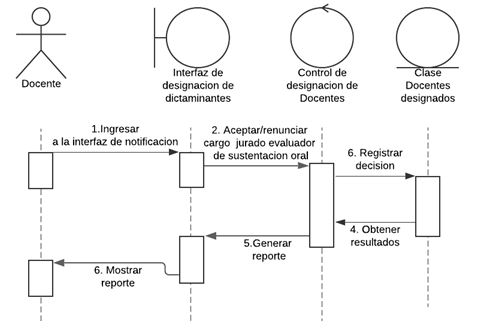 Docente
Interfaz de
designacion de
dictaminantes
Control de
designacion de
Docentes
Clase
Docentes
designados
1.Ingresar
a la interfaz de notificacion
2. Aceptar/renunciar
cargo jurado evaluador
de sustentacion oral
6. Registrar
decision
4. Obtener
resultados
5.Generar
reporte
6. Mostrar
reporte